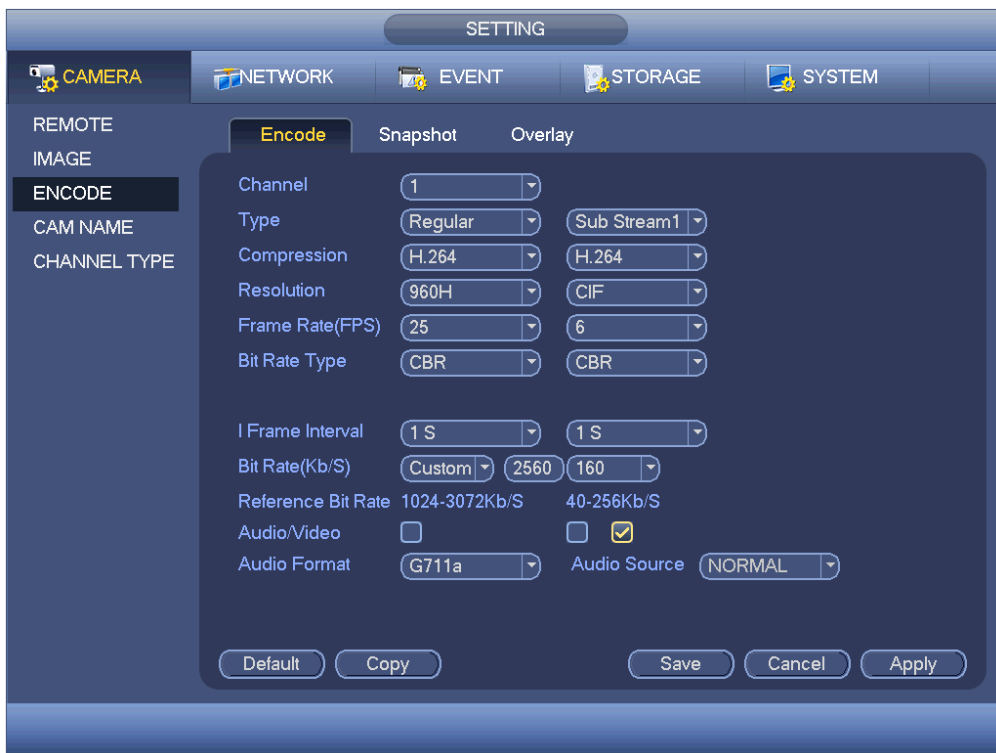 SETTING
CAMERA NETWORK EVENT STORAGE SYSTEM
REMOTE
IMAGE
ENCODE
CAM NAME
CHANNEL TYPE
Encode Snapshot Overlay
Channel 1
Type Regular Sub Stream1
Compression H.264 H.264
Resolution 960H CIF
Frame Rate(FPS) 25 6
Bit Rate Type CBR CBR
I Frame Interval 1 S 1 S
Bit Rate(Kb/S) Custom 2560 160
Reference Bit Rate 1024-3072Kb/S 40-256Kb/S
Audio/Video
Audio Format G711a Audio Source NORMAL
Default Copy Save Cancel Apply